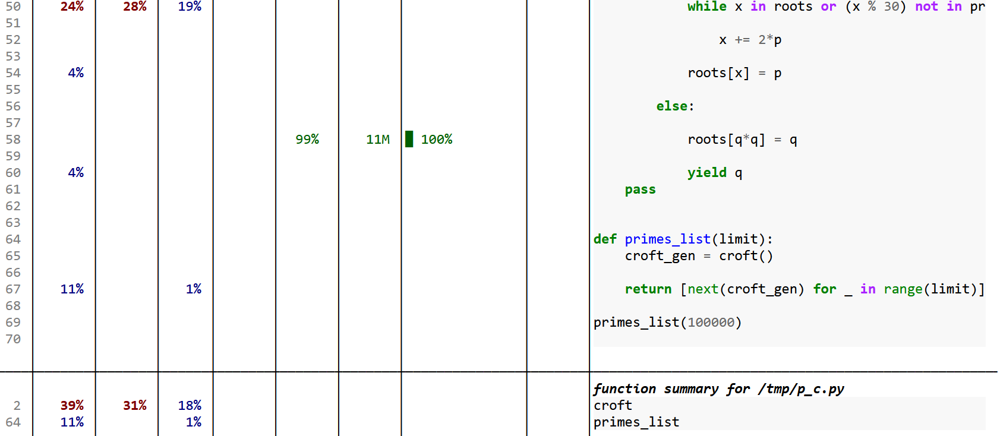 50 24% 28% 19% while x in roots or (x % 30) not in pr
51
52 x += 2*p
53
54 4% roots[x] = p
55
56 else:
57
58 99% 11M 100% roots[q*q] = q
59
60 4% yield q
61 pass
62
63
64 def primes_list(limit):
65 croft_gen = croft()
66
67 11% 1% return [next(croft_gen) for _ in range(limit)]
68
69 primes_list(100000)
70
function summary for /tmp/p_c.py
2 39% 31% 18% croft
64 11% 1% primes_list